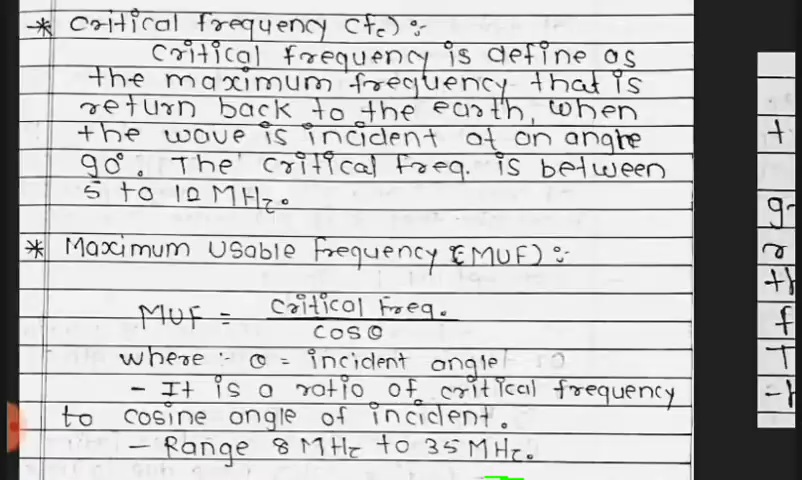 * Critical frequency (fc) :-
Critical frequency is define as
the maximum frequency that is
return back to the earth, when
the wave is incident at an angle
90°. The critical freq. is between
5 to 12 MHz.
* Maximum Usable frequency (MUF) :-
MUF = Critical Freq.
cosθ
where :- θ = incident angle
- It is a ratio of critical frequency
to cosine angle of incident.
- Range 8 MHz to 35 MHz.